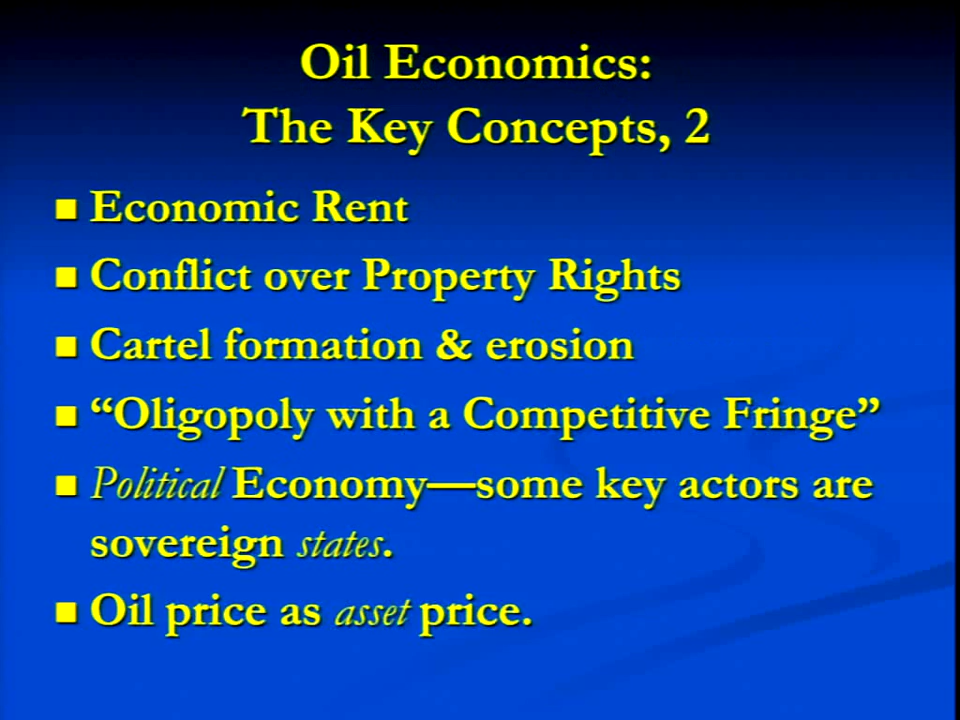 Oil Economics:
The Key Concepts, 2
Economic Rent
Conflict over Property Rights
Cartel formation & erosion
“Oligopoly with a Competitive Fringe”
Political Economy—some key actors are
sovereign states.
Oil price as asset price.